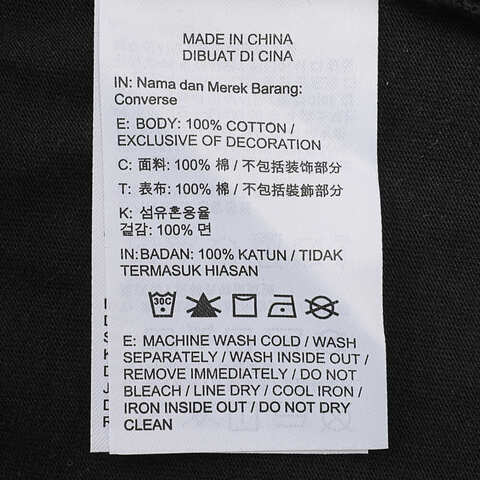 MADE IN CHINA
DIBUAT DI CINA
IN: Nama dan Merek Barang:
Converse
E: BODY: 100% COTTON /
EXCLUSIVE OF DECORATION
C: 面料: 100% 棉 / 不包括装饰部分
T: 表布: 100% 棉 / 不包括裝飾部分
K: 섬유혼용율
겉감: 100% 면
IN: BADAN: 100% KATUN / TIDAK
TERMASUK HIASAN
30C
E: MACHINE WASH COLD / WASH
SEPARATELY / WASH INSIDE OUT /
REMOVE IMMEDIATELY / DO NOT
BLEACH / LINE DRY / COOL IRON /
IRON INSIDE OUT / DO NOT DRY
CLEAN